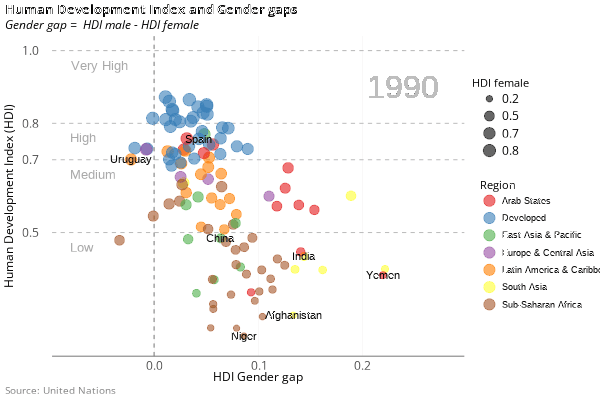 Human Development Index and Gender gaps
Gender gap = HDI male - HDI female
1990
Human Development Index (HDI)
1.0
0.8
0.7
0.5
Very High
High
Medium
Low
Spain
Uruguay
China
India
Yemen
Afghanistan
Niger
0.0
0.1
0.2
HDI Gender gap
HDI female
0.2
0.5
0.7
0.8
Region
Arab States
Developed
East Asia & Pacific
Europe & Central Asia
Latin America & Caribbe
South Asia
Sub-Saharan Africa
Source: United Nations